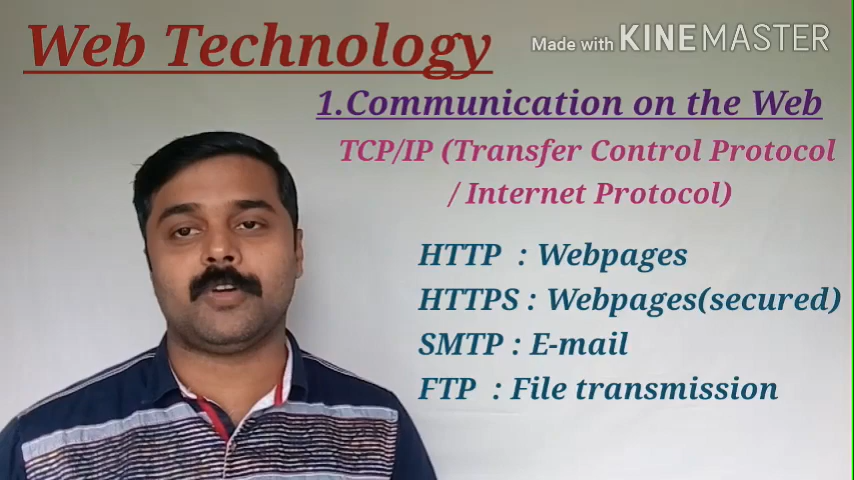 Web Technology
Made with KINEMASTER
1.Communication on the Web
TCP/IP (Transfer Control Protocol
/ Internet Protocol)
HTTP : Webpages
HTTPS : Webpages(secured)
SMTP : E-mail
FTP : File transmission